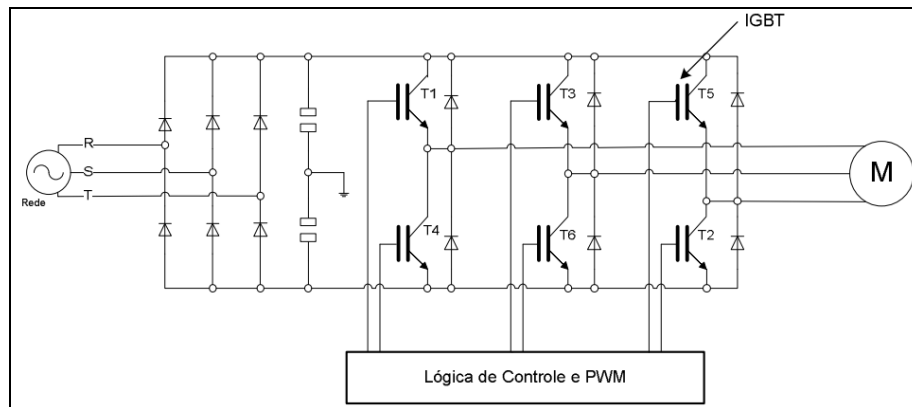 IGBT
T1
T3
T5
R
S
T
Rede
M
T4
T6
T2
Lógica de Controle e PWM